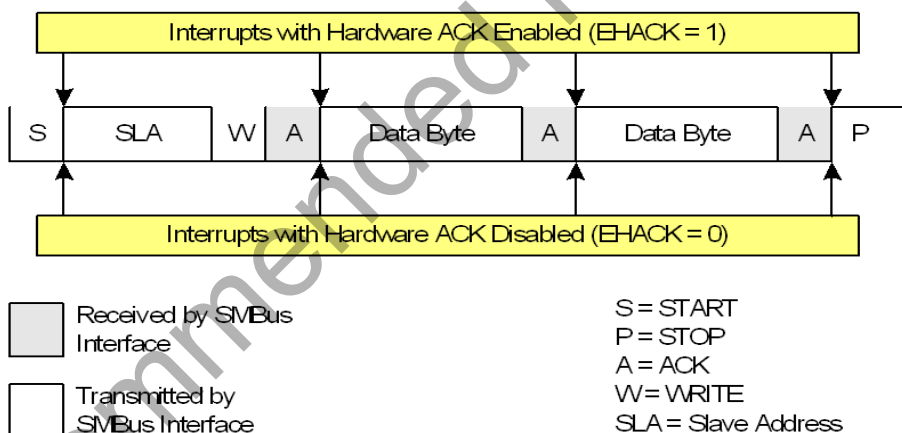 Interrupts with Hardware ACK Enabled (EHACK = 1)
S SLA W A Data Byte A Data Byte A P
Interrupts with Hardware ACK Disabled (EHACK = 0)
Received by SMBus
Interface
Transmitted by
SMBus Interface
S = START
P = STOP
A = ACK
W = WRITE
SLA = Slave Address